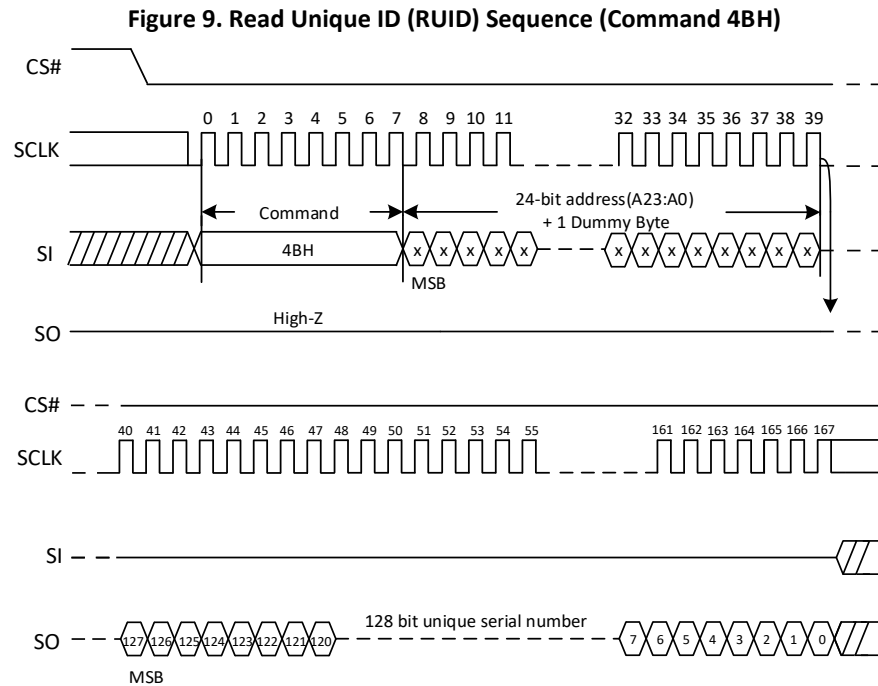 Figure 9. Read Unique ID (RUID) Sequence (Command 4BH)
CS#
0 1 2 3 4 5 6 7 8 9 10 11 32 33 34 35 36 37 38 39
SCLK
Command
24-bit address(A23:A0)
+ 1 Dummy Byte
SI 4BH x x x x x x x x x x x x x
MSB
High-Z
SO
CS#
40 41 42 43 44 45 46 47 48 49 50 51 52 53 54 55 161 162 163 164 165 166 167
SCLK
SI
128 bit unique serial number
SO 127 126 125 124 123 122 121 120 7 6 5 4 3 2 1 0
MSB